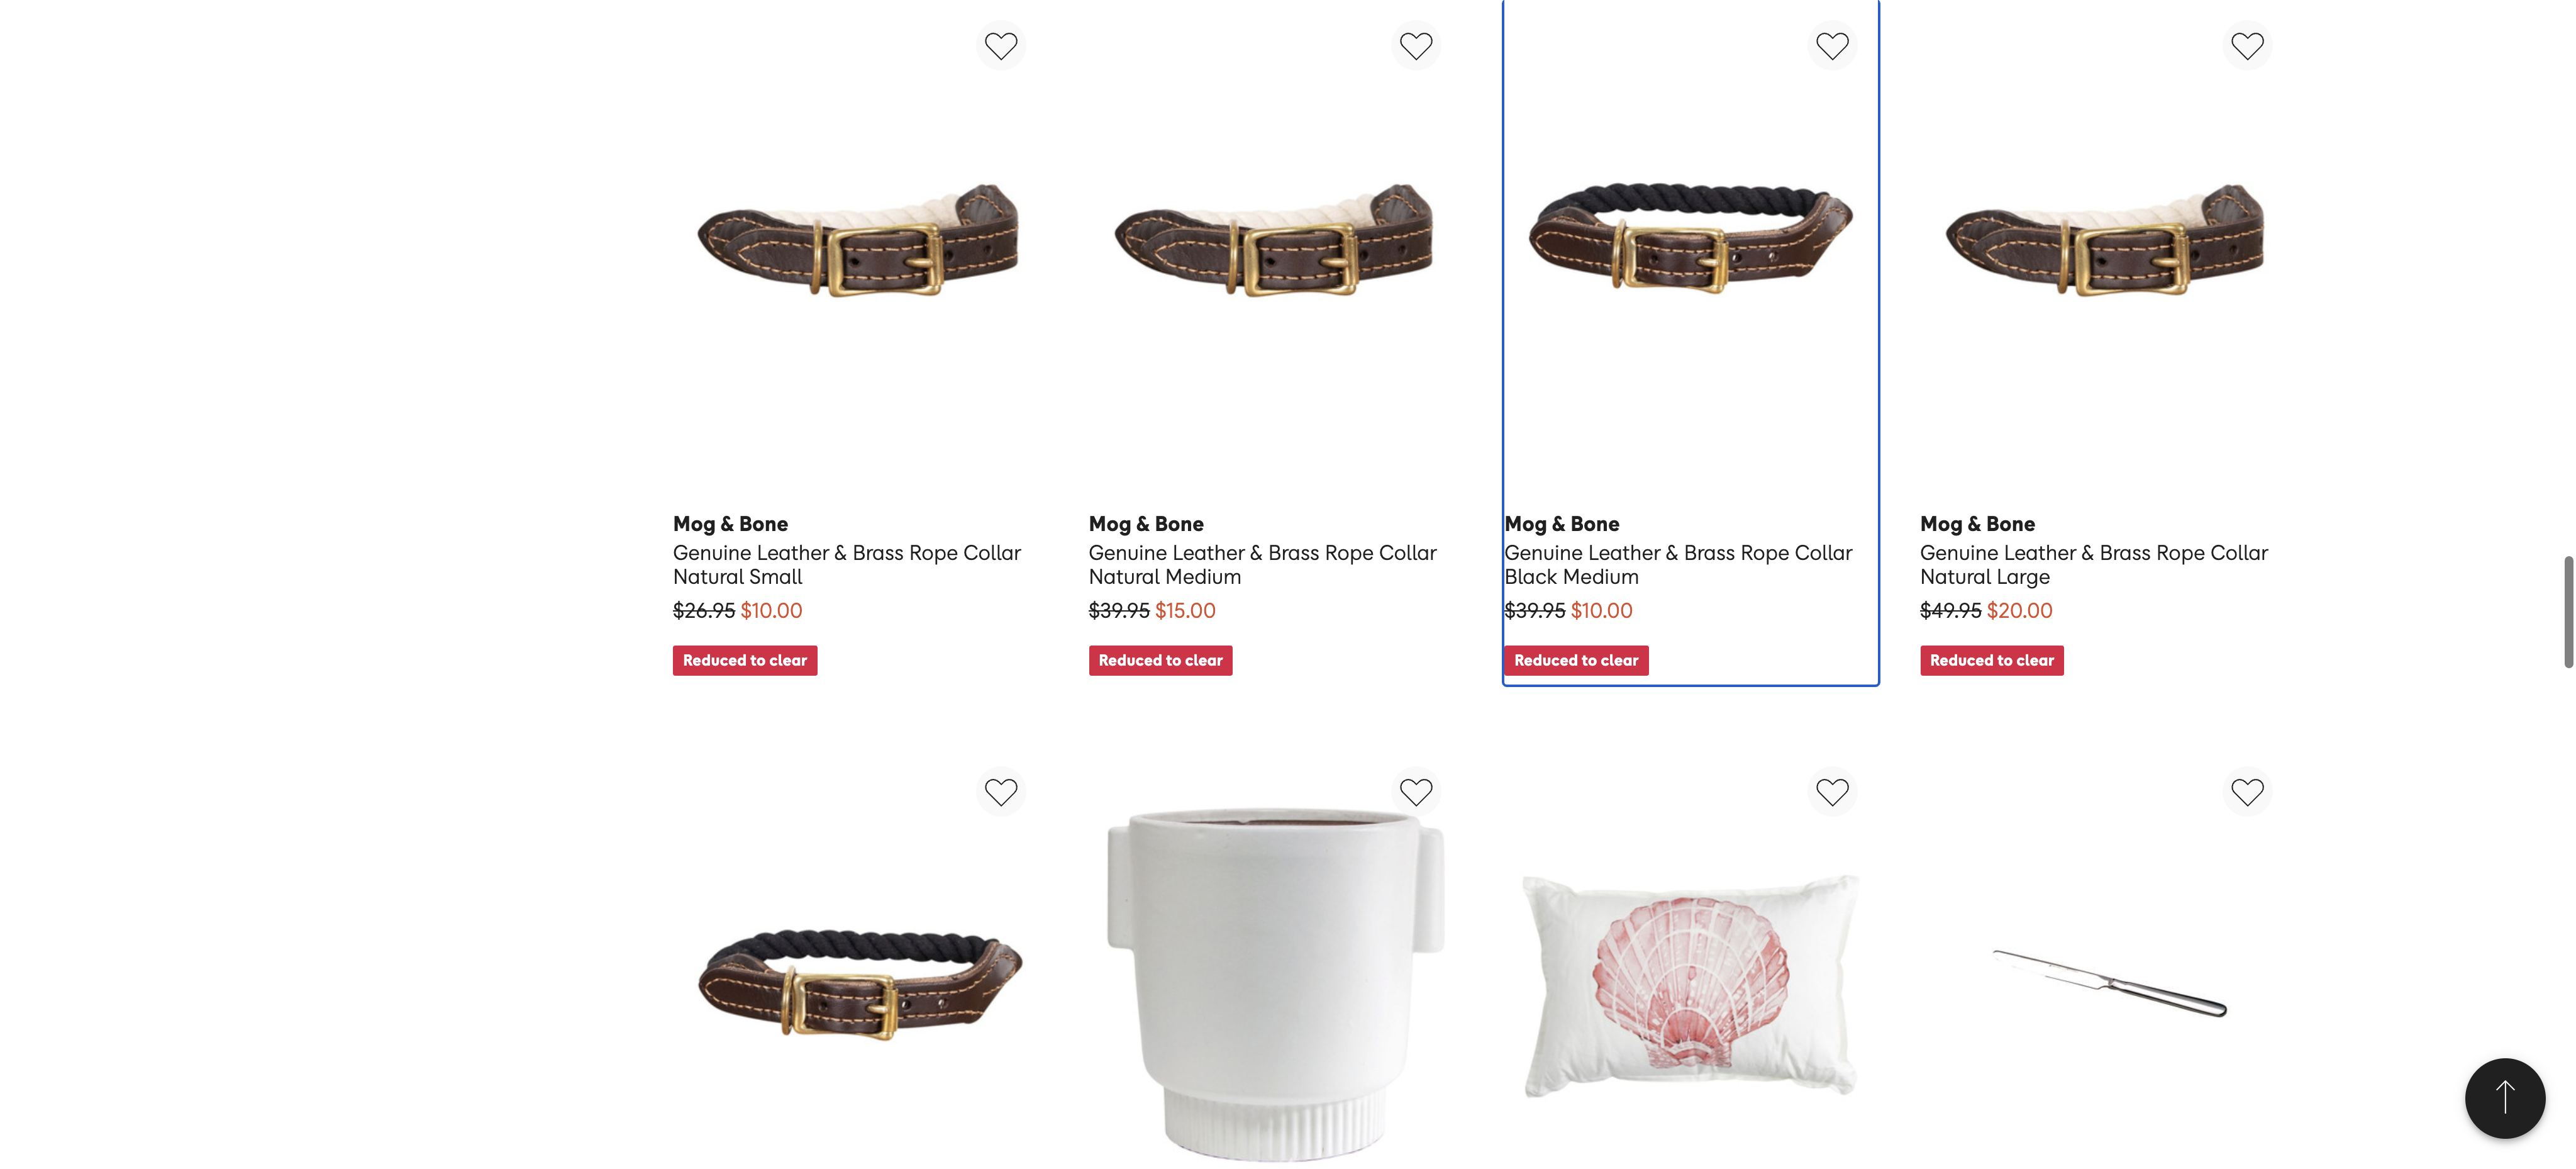 Mog & Bone
Genuine Leather & Brass Rope Collar
Natural Small
$26.95 $10.00
Reduced to clear
Mog & Bone
Genuine Leather & Brass Rope Collar
Natural Medium
$39.95 $15.00
Reduced to clear
Mog & Bone
Genuine Leather & Brass Rope Collar
Black Medium
$39.95 $10.00
Reduced to clear
Mog & Bone
Genuine Leather & Brass Rope Collar
Natural Large
$49.95 $20.00
Reduced to clear